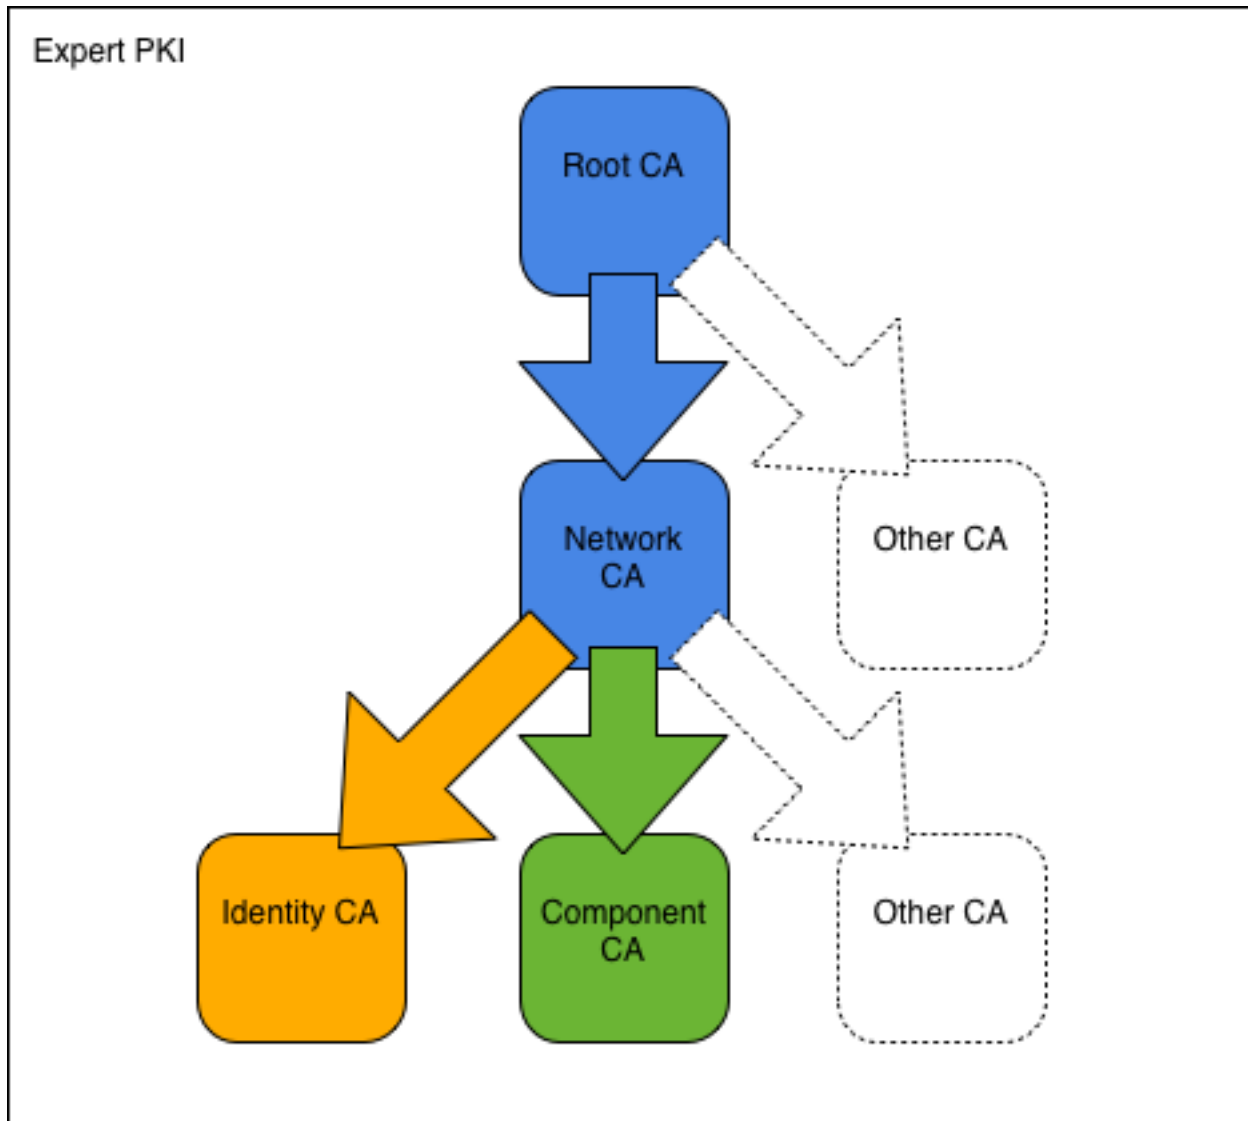 Expert PKI
Root CA
Network
CA
Other CA
Identity CA
Component
CA
Other CA